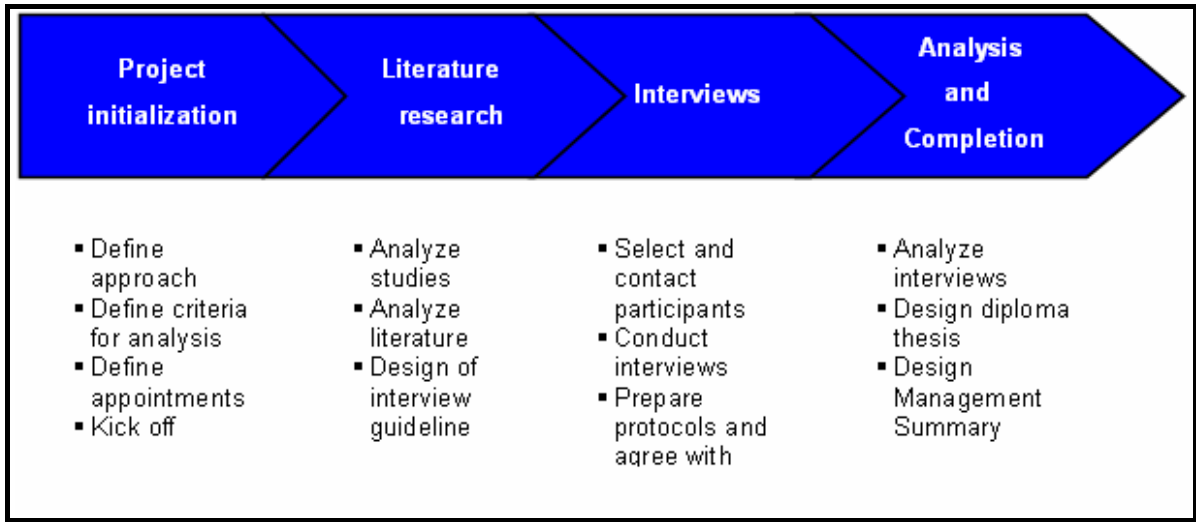 Project
initialization
Literature
research
Interviews
Analysis
and
Completion
▪ Define
approach
▪ Define criteria
for analysis
▪ Define
appointments
▪ Kick off
▪ Analyze
studies
▪ Analyze
literature
▪ Design of
interview
guideline
▪ Select and
contact
participants
▪ Conduct
interviews
▪ Prepare
protocols and
agree with
▪ Analyze
interviews
▪ Design diploma
thesis
▪ Design
Management
Summary